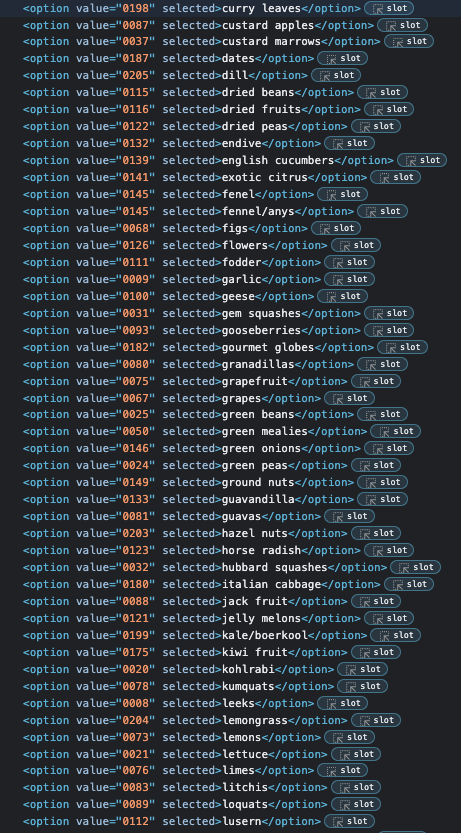 <option value="0198" selected>curry leaves</option> slot
<option value="0087" selected>custard apples</option> slot
<option value="0037" selected>custard marrows</option> slot
<option value="0187" selected>dates</option> slot
<option value="0205" selected>dill</option> slot
<option value="0115" selected>dried beans</option> slot
<option value="0116" selected>dried fruits</option> slot
<option value="0122" selected>dried peas</option> slot
<option value="0132" selected>endive</option> slot
<option value="0139" selected>english cucumbers</option> slot
<option value="0141" selected>exotic citrus</option> slot
<option value="0145" selected>fenel</option> slot
<option value="0145" selected>fennel/anys</option> slot
<option value="0068" selected>figs</option> slot
<option value="0126" selected>flowers</option> slot
<option value="0111" selected>fodder</option> slot
<option value="0009" selected>garlic</option> slot
<option value="0100" selected>geese</option> slot
<option value="0031" selected>gem squashes</option> slot
<option value="0093" selected>gooseberries</option> slot
<option value="0182" selected>gourmet globes</option> slot
<option value="0080" selected>granadillas</option> slot
<option value="0075" selected>grapefruit</option> slot
<option value="0067" selected>grapes</option> slot
<option value="0025" selected>green beans</option> slot
<option value="0050" selected>green mealies</option> slot
<option value="0146" selected>green onions</option> slot
<option value="0024" selected>green peas</option> slot
<option value="0149" selected>ground nuts</option> slot
<option value="0133" selected>guavandilla</option> slot
<option value="0081" selected>guavas</option> slot
<option value="0203" selected>hazel nuts</option> slot
<option value="0123" selected>horse radish</option> slot
<option value="0032" selected>hubbard squashes</option> slot
<option value="0180" selected>italian cabbage</option> slot
<option value="0088" selected>jack fruit</option> slot
<option value="0121" selected>jelly melons</option> slot
<option value="0199" selected>kale/boerkool</option> slot
<option value="0175" selected>kiwi fruit</option> slot
<option value="0020" selected>kohlrabi</option> slot
<option value="0078" selected>kumquats</option> slot
<option value="0008" selected>leeks</option> slot
<option value="0204" selected>lemongrass</option> slot
<option value="0073" selected>lemons</option> slot
<option value="0021" selected>lettuce</option> slot
<option value="0076" selected>limes</option> slot
<option value="0083" selected>litchis</option> slot
<option value="0089" selected>loquats</option> slot
<option value="0112" selected>lusern</option> slot